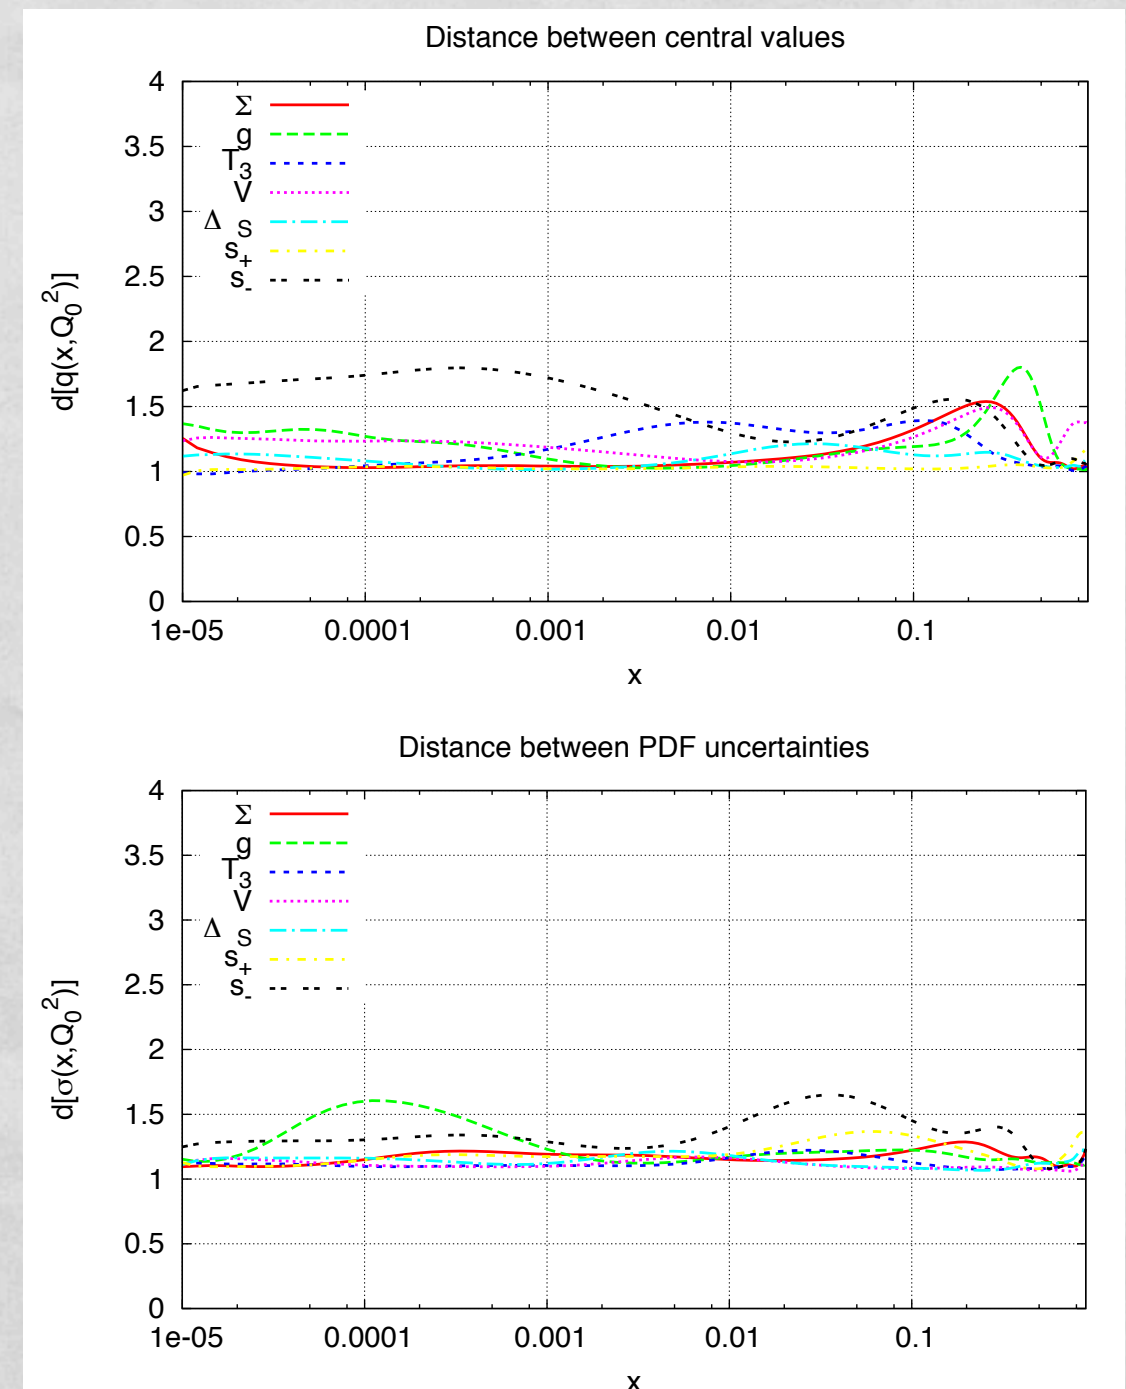 Distance between central values
4
3.5
3
2.5
2
1.5
1
0.5
0
d[q(x,Q₀²)]
Σ
g
T₃
V
Δ S
s₊
s₋
1e-05 0.0001 0.001 0.01 0.1
x
Distance between PDF uncertainties
4
3.5
3
2.5
2
1.5
1
0.5
0
d[σ(x,Q₀²)]
Σ
g
T₃
V
Δ S
s₊
s₋
1e-05 0.0001 0.001 0.01 0.1
x